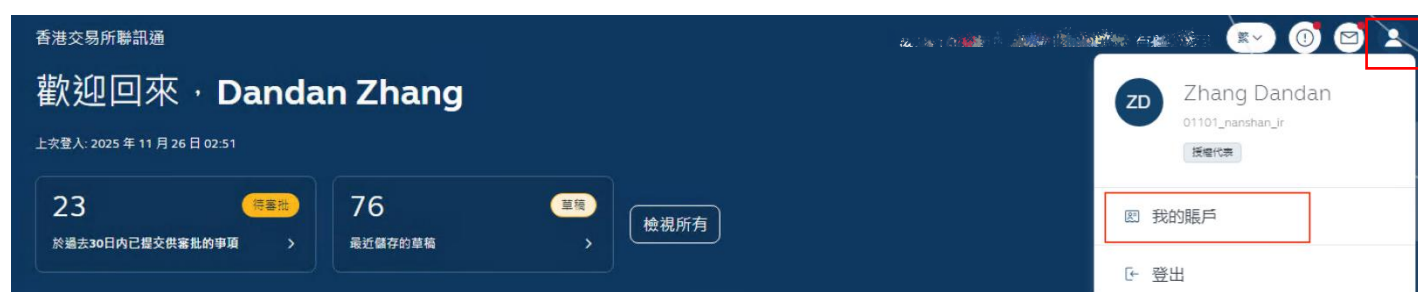 香港交易所聯訊通
繁
歡迎回來，Dandan Zhang
上次登入: 2025 年 11 月 26 日 02:51
23
待審批
於過去30日內已提交供審批的事項
76
草稿
最近儲存的草稿
檢視所有
ZD
Zhang Dandan
01101_nanshan_ir
授權代表
我的賬戶
登出